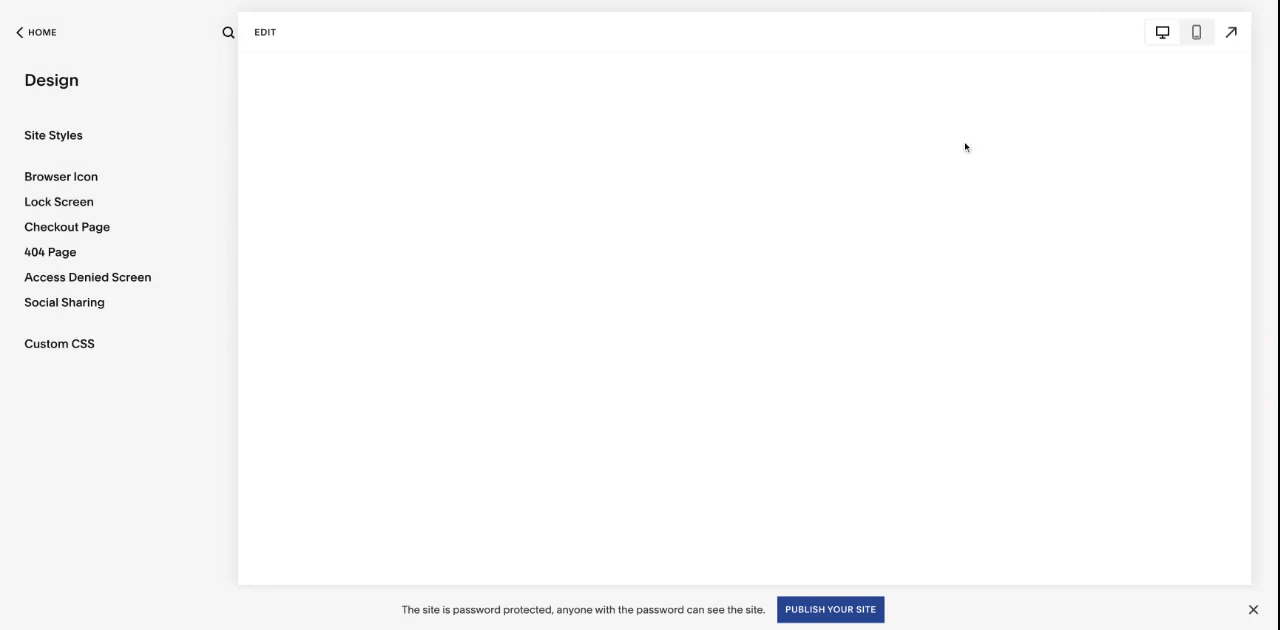 HOME
EDIT
Design
Site Styles
Browser Icon
Lock Screen
Checkout Page
404 Page
Access Denied Screen
Social Sharing
Custom CSS
The site is password protected, anyone with the password can see the site.
PUBLISH YOUR SITE